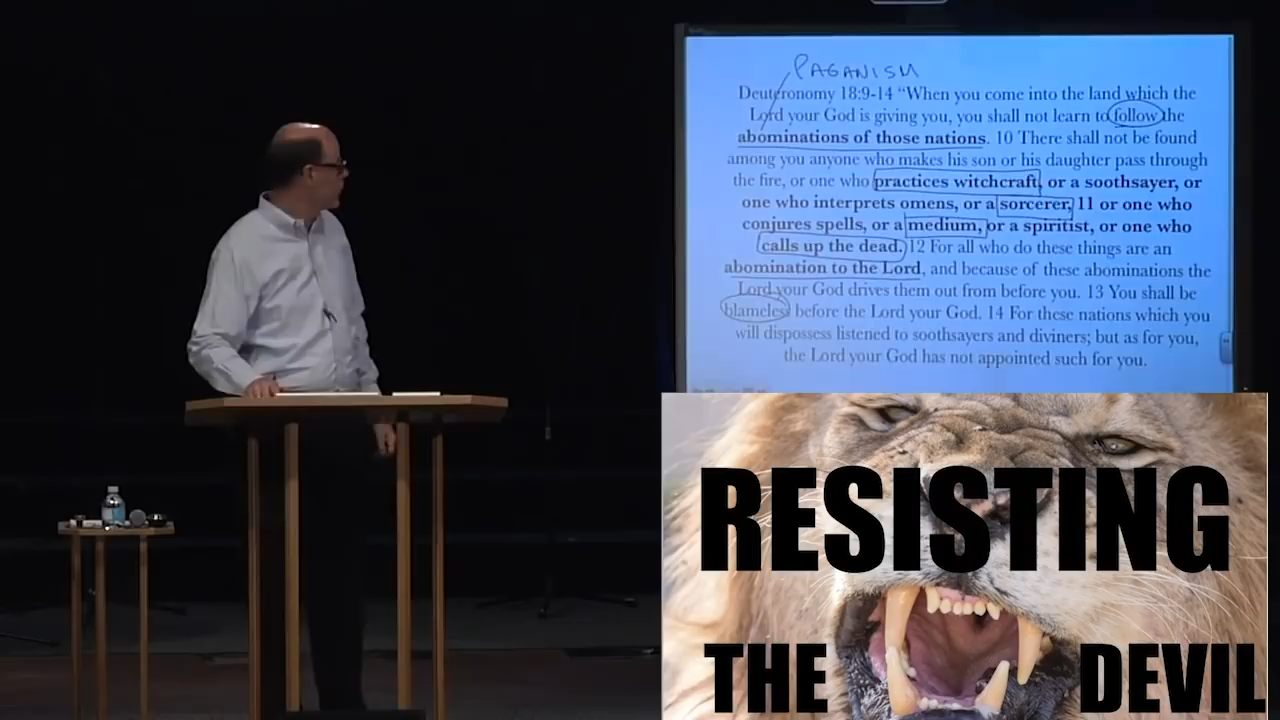 PAGANISM
Deuteronomy 18:9-14 “When you come into the land which the
Lord your God is giving you, you shall not learn to follow the
abominations of those nations. 10 There shall not be found
among you anyone who makes his son or his daughter pass through
the fire, or one who practices witchcraft, or a soothsayer, or
one who interprets omens, or a sorcerer, 11 or one who
conjures spells, or a medium, or a spiritist, or one who
calls up the dead. 12 For all who do these things are an
abomination to the Lord, and because of these abominations the
Lord your God drives them out from before you. 13 You shall be
blameless before the Lord your God. 14 For these nations which you
will dispossess listened to soothsayers and diviners; but as for you,
the Lord your God has not appointed such for you.
RESISTING
THE DEVIL